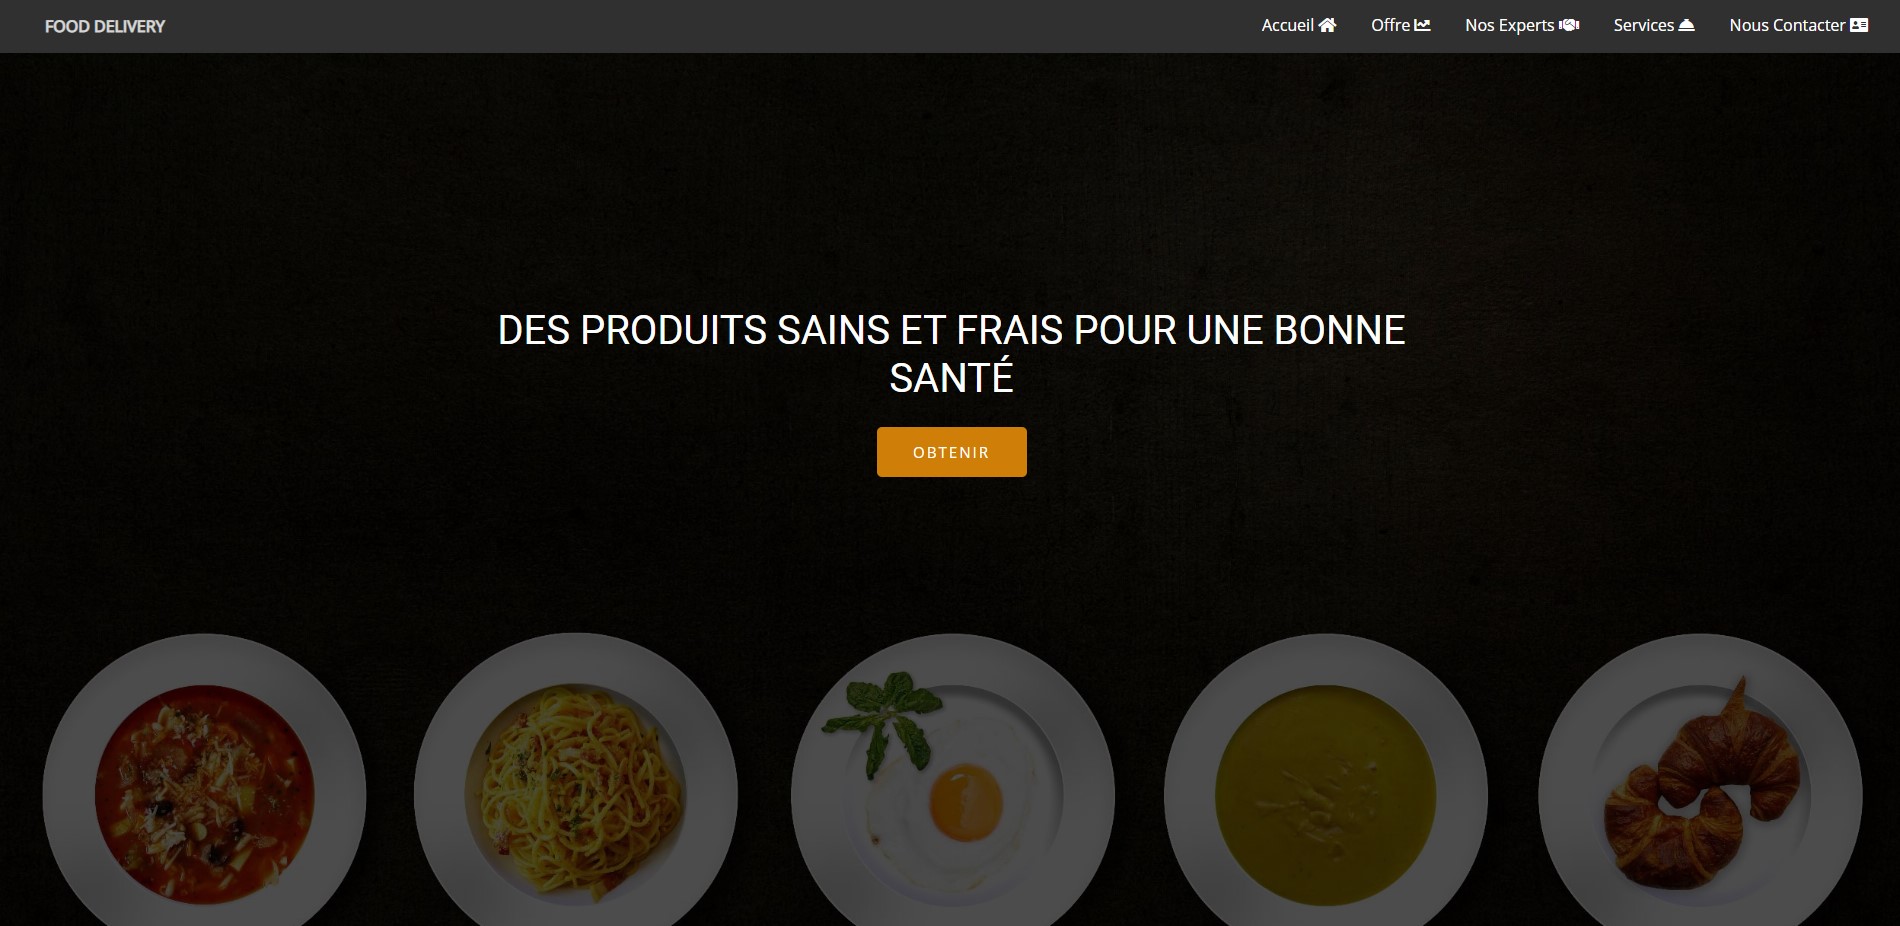 FOOD DELIVERY
Accueil
Offre
Nos Experts
Services
Nous Contacter
DES PRODUITS SAINS ET FRAIS POUR UNE BONNE
SANTÉ
OBTENIR